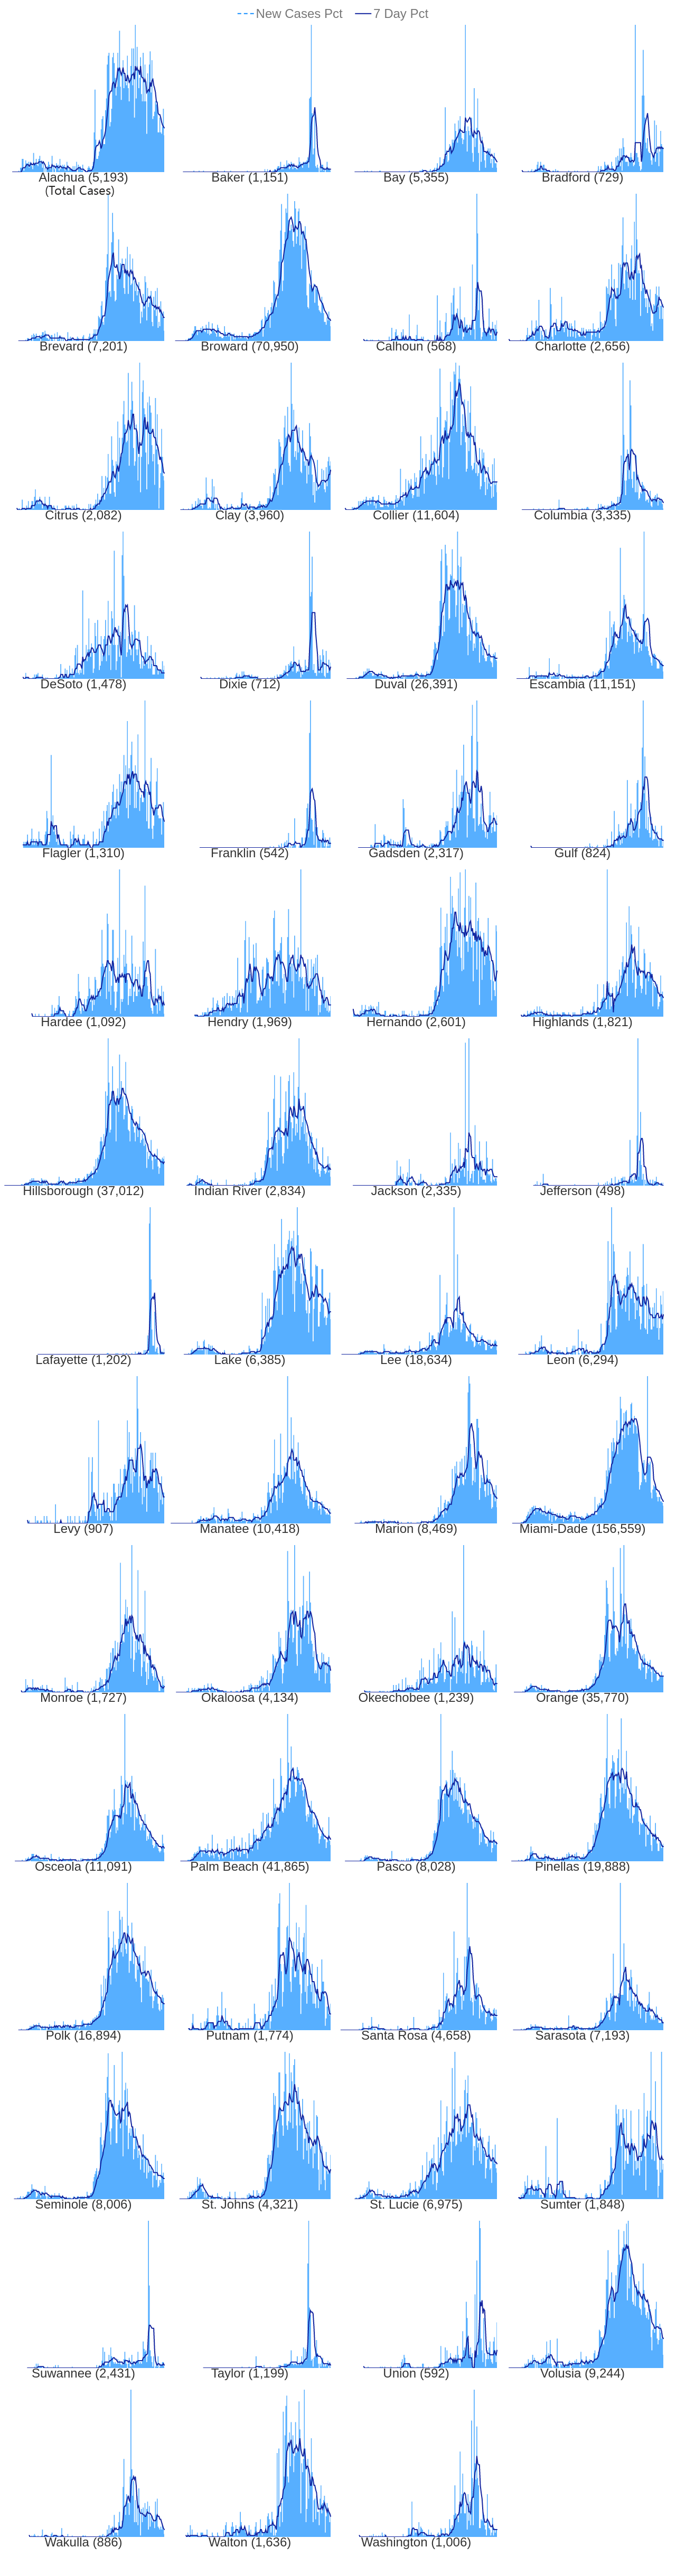 New Cases Pct 7 Day Pct
Alachua (5,193) Baker (1,151) Bay (5,355) Bradford (729)
(Total Cases)
Brevard (7,201) Broward (70,950) Calhoun (568) Charlotte (2,656)
Citrus (2,082) Clay (3,960) Collier (11,604) Columbia (3,335)
DeSoto (1,478) Dixie (712) Duval (26,391) Escambia (11,151)
Flagler (1,310) Franklin (542) Gadsden (2,317) Gulf (824)
Hardee (1,092) Hendry (1,969) Hernando (2,601) Highlands (1,821)
Hillsborough (37,012) Indian River (2,834) Jackson (2,335) Jefferson (498)
Lafayette (1,202) Lake (6,385) Lee (18,634) Leon (6,294)
Levy (907) Manatee (10,418) Marion (8,469) Miami-Dade (156,559)
Monroe (1,727) Okaloosa (4,134) Okeechobee (1,239) Orange (35,770)
Osceola (11,091) Palm Beach (41,865) Pasco (8,028) Pinellas (19,888)
Polk (16,894) Putnam (1,774) Santa Rosa (4,658) Sarasota (7,193)
Seminole (8,006) St. Johns (4,321) St. Lucie (6,975) Sumter (1,848)
Suwannee (2,431) Taylor (1,199) Union (592) Volusia (9,244)
Wakulla (886) Walton (1,636) Washington (1,006)